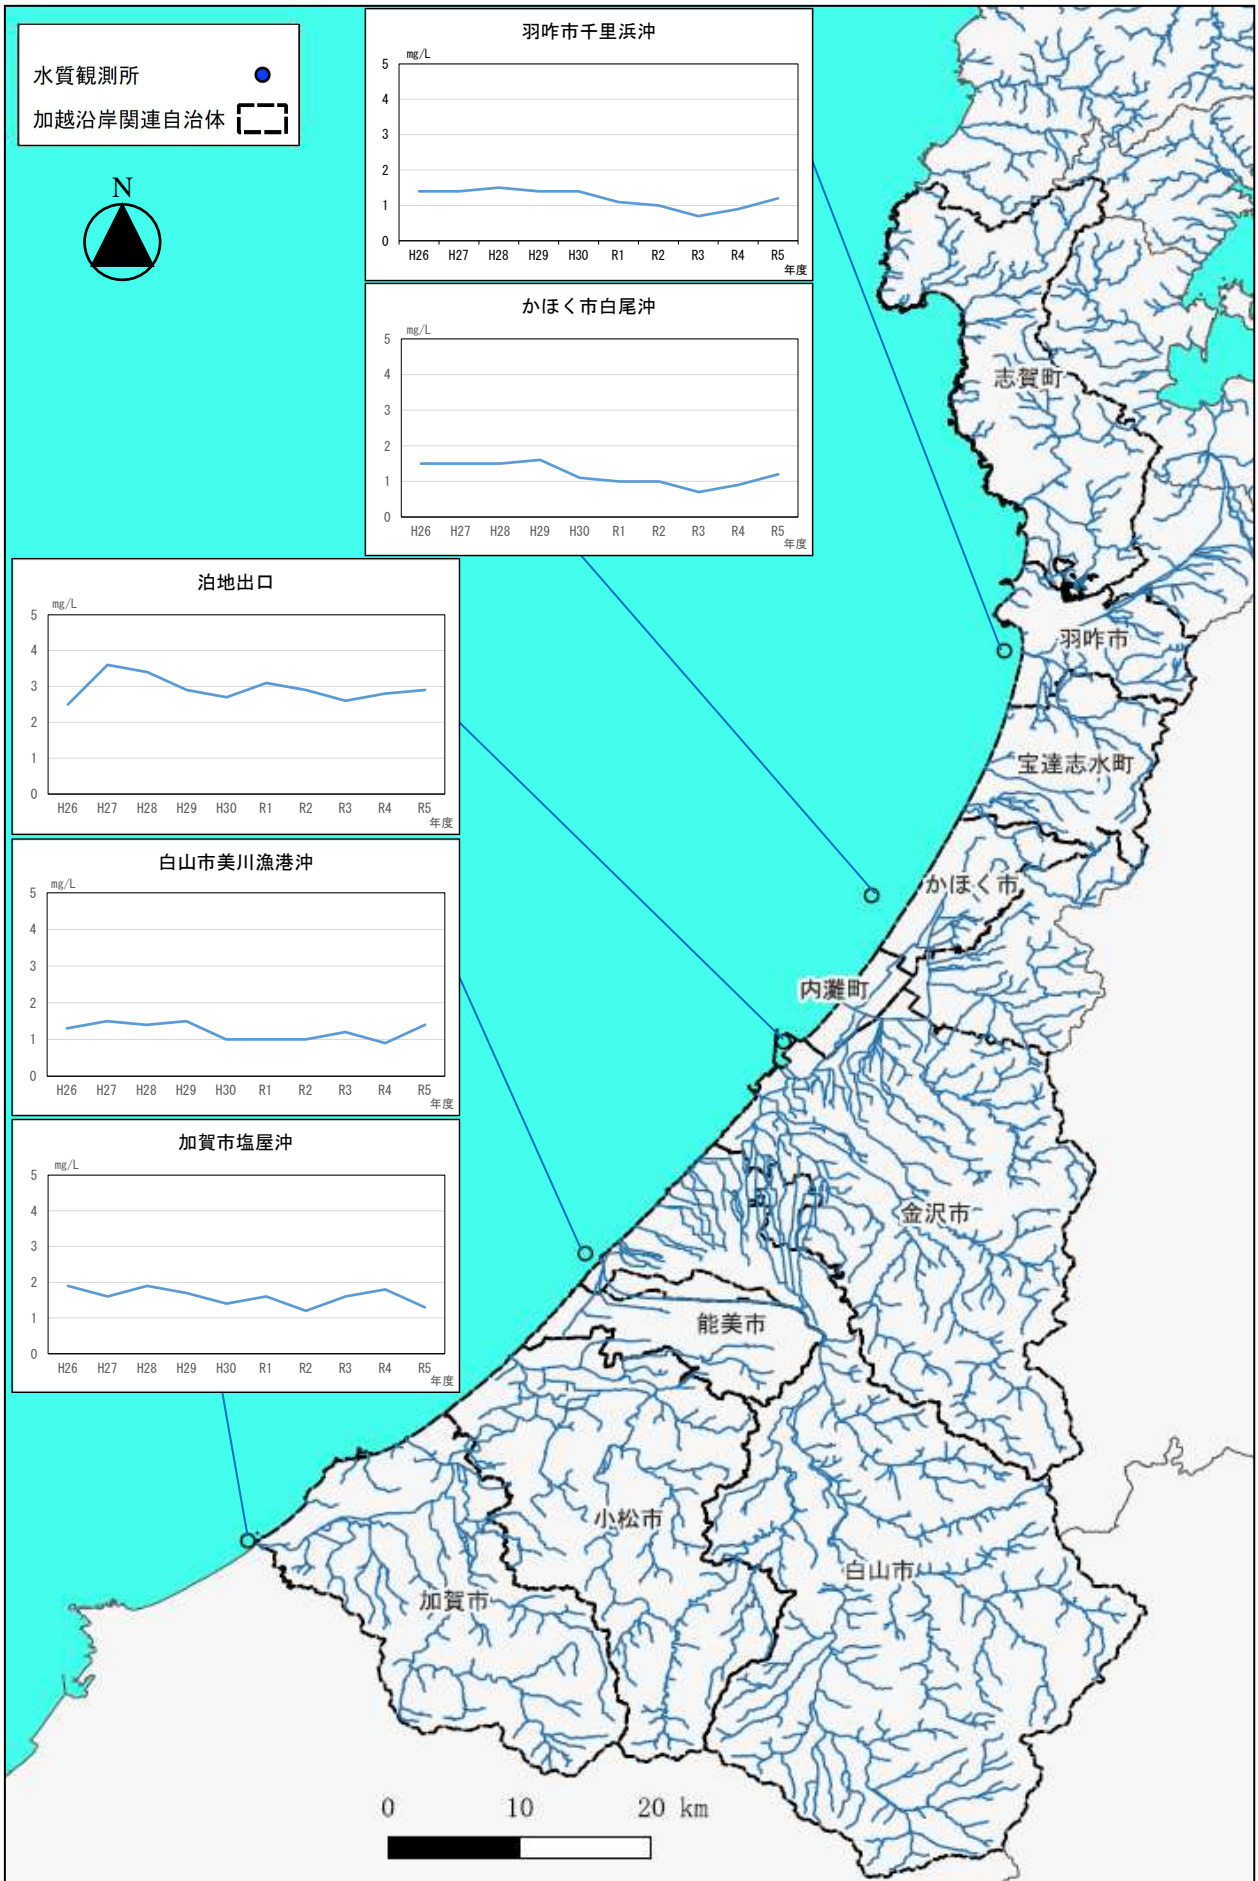 水質観測所
加越沿岸関連自治体
N
羽咋市千里浜沖
mg/L
5
4
3
2
1
0
H26 H27 H28 H29 H30 R1 R2 R3 R4 R5
年度
かほく市白尾沖
mg/L
5
4
3
2
1
0
H26 H27 H28 H29 H30 R1 R2 R3 R4 R5
年度
泊地出口
mg/L
5
4
3
2
1
0
H26 H27 H28 H29 H30 R1 R2 R3 R4 R5
年度
白山市美川漁港沖
mg/L
5
4
3
2
1
0
H26 H27 H28 H29 H30 R1 R2 R3 R4 R5
年度
加賀市塩屋沖
mg/L
5
4
3
2
1
0
H26 H27 H28 H29 H30 R1 R2 R3 R4 R5
年度
志賀町
羽咋市
宝達志水町
かほく市
内灘町
金沢市
能美市
小松市
白山市
加賀市
0 10 20 km